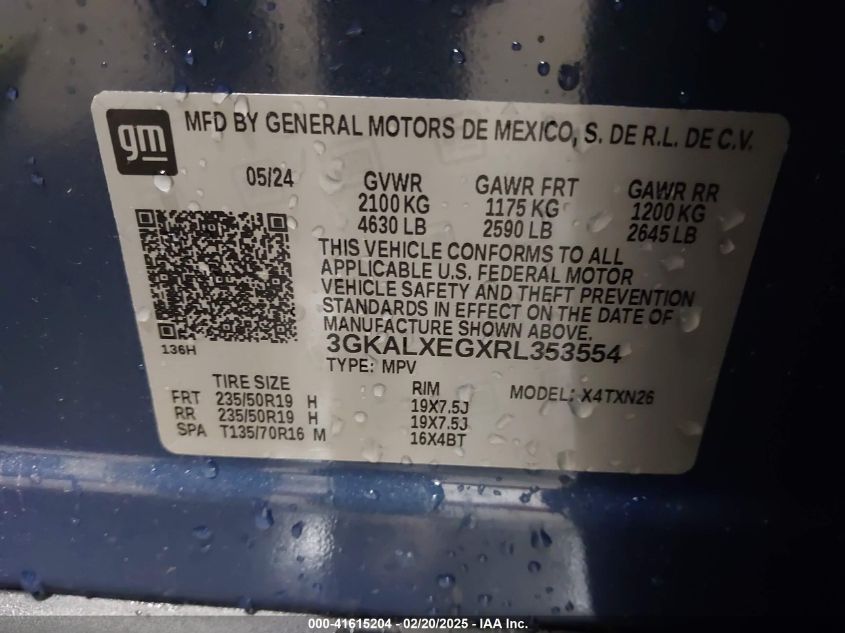 gm
MFD BY GENERAL MOTORS DE MEXICO, S. DE R.L. DE C.V.
05/24
GVWR GAWR FRT GAWR RR
2100 KG 1175 KG 1200 KG
4630 LB 2590 LB 2645 LB
THIS VEHICLE CONFORMS TO ALL
APPLICABLE U.S. FEDERAL MOTOR
VEHICLE SAFETY AND THEFT PREVENTION
STANDARDS IN EFFECT ON THE DATE OF
MANUFACTURE SHOWN ABOVE.
136H
3GKALXEGXRL353554
TYPE: MPV
TIRE SIZE RIM MODEL: X4TXN26
FRT 235/50R19 H 19X7.5J
RR 235/50R19 H 19X7.5J
SPA T135/70R16 M 16X4BT
000-41615204 - 02/20/2025 - IAA Inc.